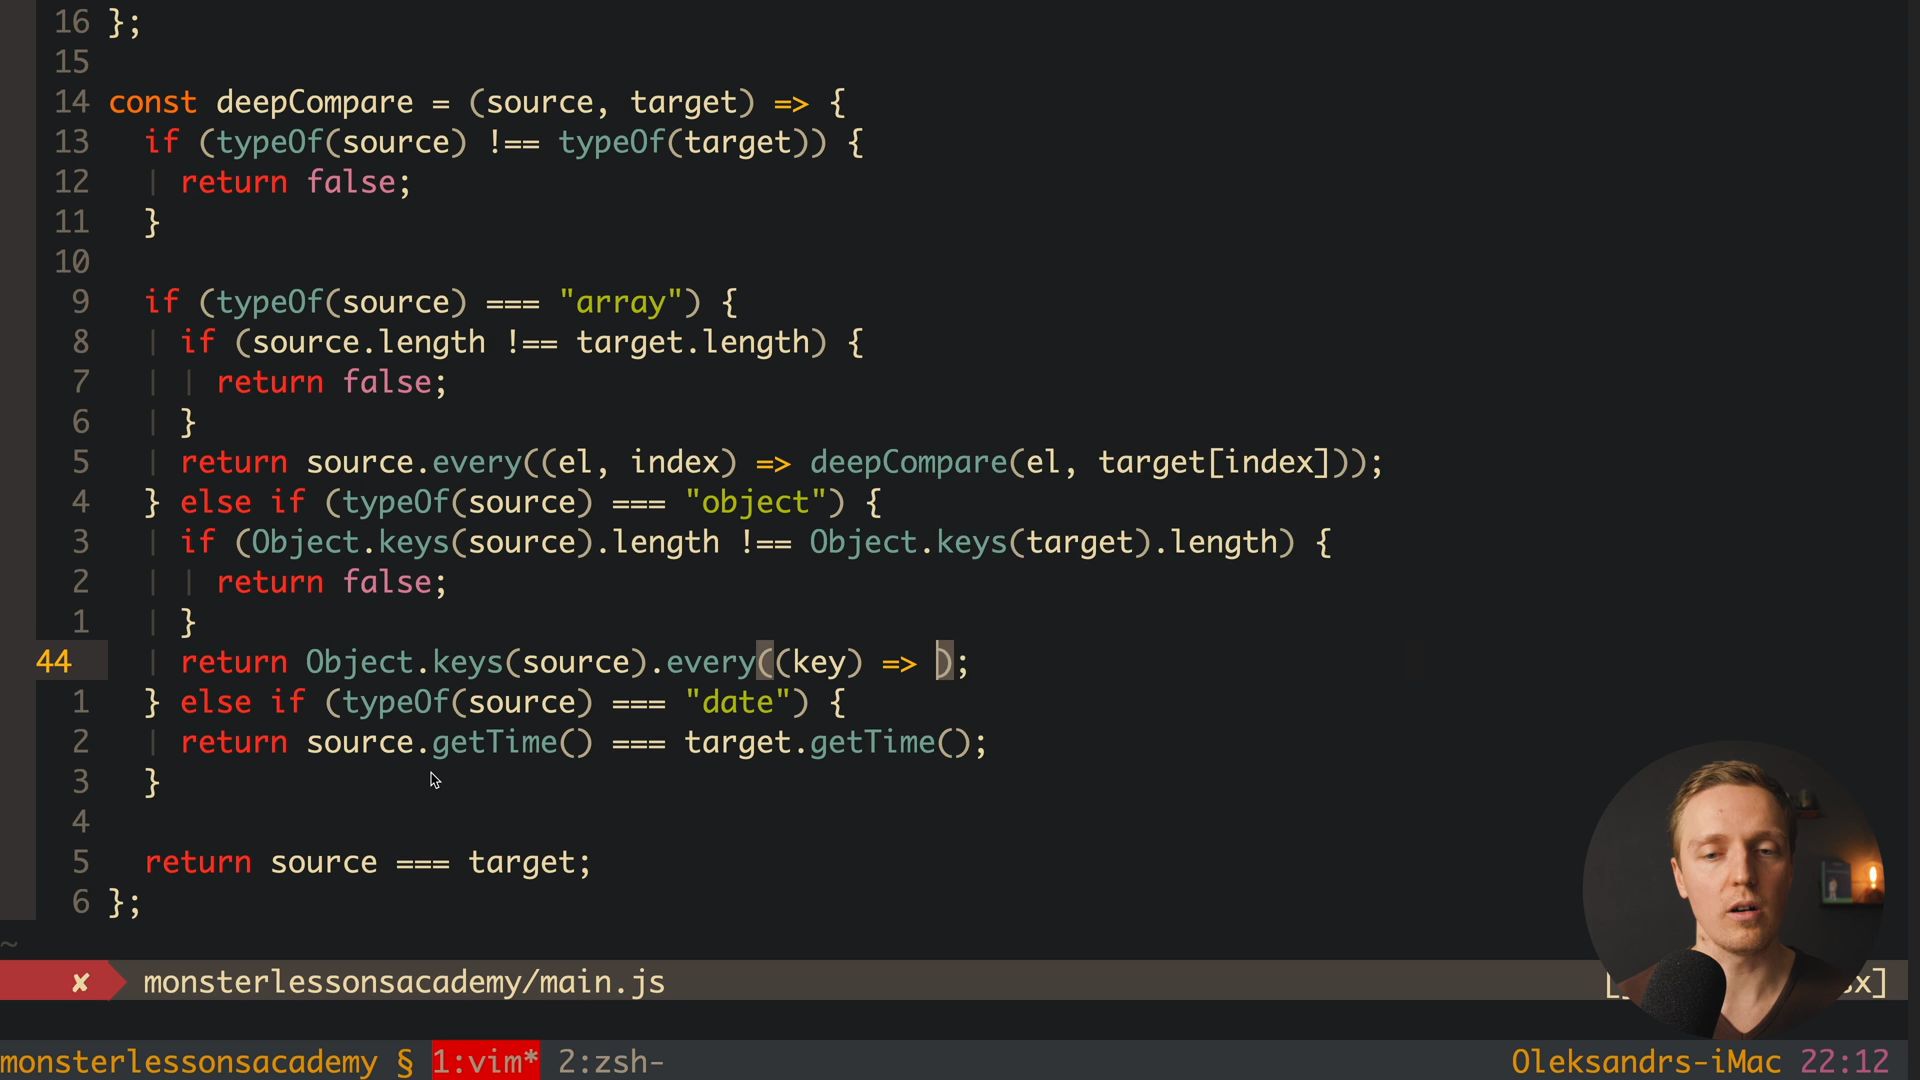 16 };
15
14 const deepCompare = (source, target) => {
13 if (typeOf(source) !== typeOf(target)) {
12 return false;
11 }
10
9 if (typeOf(source) === "array") {
8 if (source.length !== target.length) {
7 return false;
6 }
5 return source.every((el, index) => deepCompare(el, target[index]));
4 } else if (typeOf(source) === "object") {
3 if (Object.keys(source).length !== Object.keys(target).length) {
2 return false;
1 }
44 return Object.keys(source).every((key) => );
1 } else if (typeOf(source) === "date") {
2 return source.getTime() === target.getTime();
3 }
4
5 return source === target;
6 };
~
✘ monsterlessonsacademy/main.js
monsterlessonsacademy § 1:vim* 2:zsh- Oleksandrs-iMac 22:12